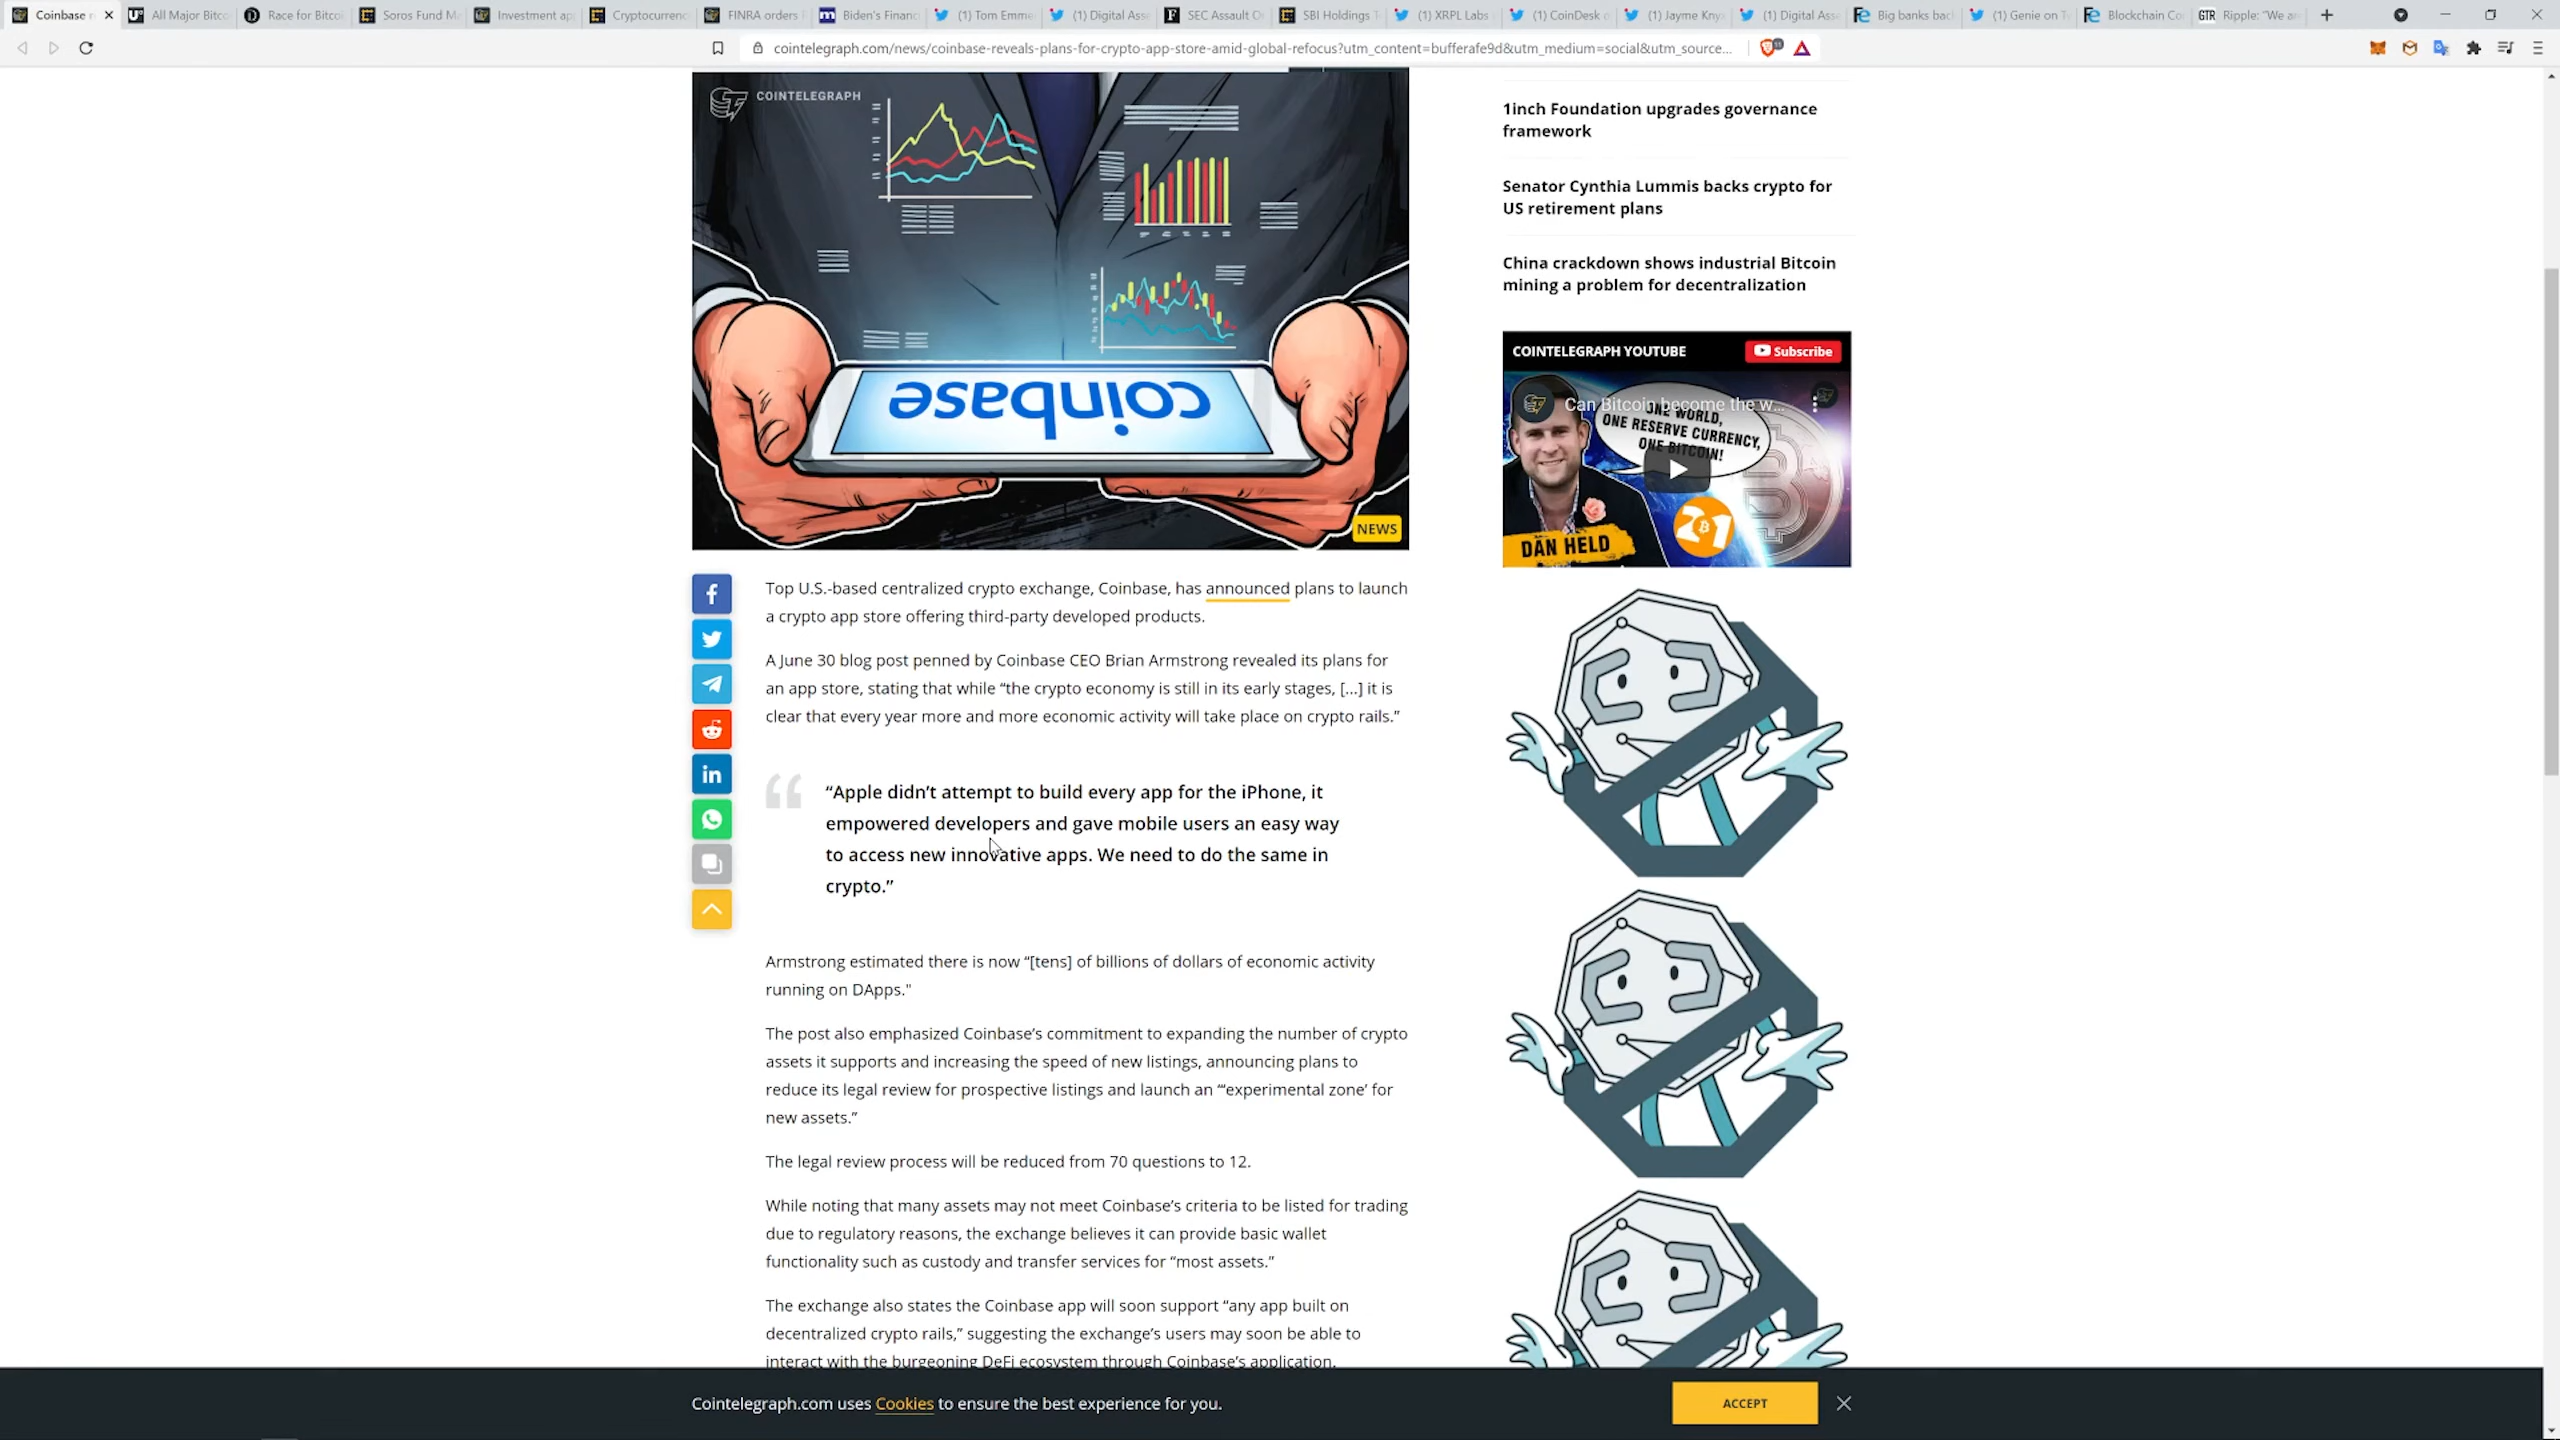 Coinbase r
All Major Bitco
Race for Bitcoi
Soros Fund M
Investment ap
Cryptocurrenc
FINRA orders
Biden's Financ
(1) Tom Emme
(1) Digital Ass
SEC Assault O
SBI Holdings T
(1) XRPL Labs
(1) CoinDesk o
(1) Jayme Kny
(1) Digital Ass
Big banks bac
(1) Genie on T
Blockchain Co
GTR
Ripple: "We a
cointelegraph.com/news/coinbase-reveals-plans-for-crypto-app-store-amid-global-refocus?utm_content=bufferafe9d&utm_medium=social&utm_source...
COINTELEGRAPH
coinbase
NEWS
Top U.S.-based centralized crypto exchange, Coinbase, has announced plans to launch
a crypto app store offering third-party developed products.
A June 30 blog post penned by Coinbase CEO Brian Armstrong revealed its plans for
an app store, stating that while “the crypto economy is still in its early stages, [...] it is
clear that every year more and more economic activity will take place on crypto rails.”
“Apple didn’t attempt to build every app for the iPhone, it
empowered developers and gave mobile users an easy way
to access new innovative apps. We need to do the same in
crypto.”
Armstrong estimated there is now “[tens] of billions of dollars of economic activity
running on DApps."
The post also emphasized Coinbase’s commitment to expanding the number of crypto
assets it supports and increasing the speed of new listings, announcing plans to
reduce its legal review for prospective listings and launch an “‘experimental zone’ for
new assets.”
The legal review process will be reduced from 70 questions to 12.
While noting that many assets may not meet Coinbase’s criteria to be listed for trading
due to regulatory reasons, the exchange believes it can provide basic wallet
functionality such as custody and transfer services for “most assets.”
The exchange also states the Coinbase app will soon support “any app built on
decentralized crypto rails,” suggesting the exchange’s users may soon be able to
interact with the burgeoning DeFi ecosystem through Coinbase’s application.
1inch Foundation upgrades governance
framework
Senator Cynthia Lummis backs crypto for
US retirement plans
China crackdown shows industrial Bitcoin
mining a problem for decentralization
COINTELEGRAPH YOUTUBE
Subscribe
Can Bitcoin become the w...
ONE WORLD,
ONE RESERVE CURRENCY,
ONE BITCOIN!
DAN HELD
21
Cointelegraph.com uses Cookies to ensure the best experience for you.
ACCEPT